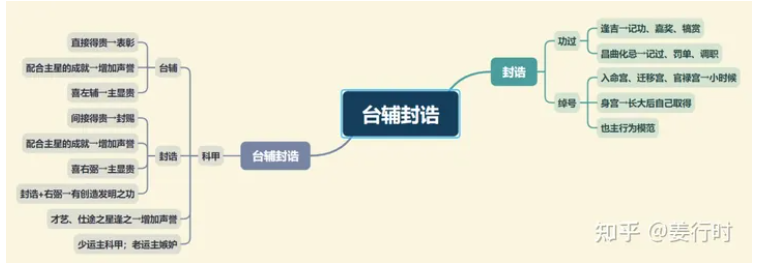 台辅封诰
封诰
功过
逢吉一记功、嘉奖、犒赏
昌曲化忌一记过、罚单、调职
绰号
入命宫、迁移宫、官禄宫一小时候
身宫一长大后自己取得
也主行为模范
台辅封诰
科甲
台辅
直接得贵一表彰
配合主星的成就一增加声誉
喜左辅一主显贵
封诰
间接得贵一封赐
配合主星的成就一增加声誉
喜右弼一主显贵
封诰+右弼一有创造发明之功
才艺、仕途之星逢之一增加声誉
少运主科甲；老运主嫉妒
知乎 @姜行时